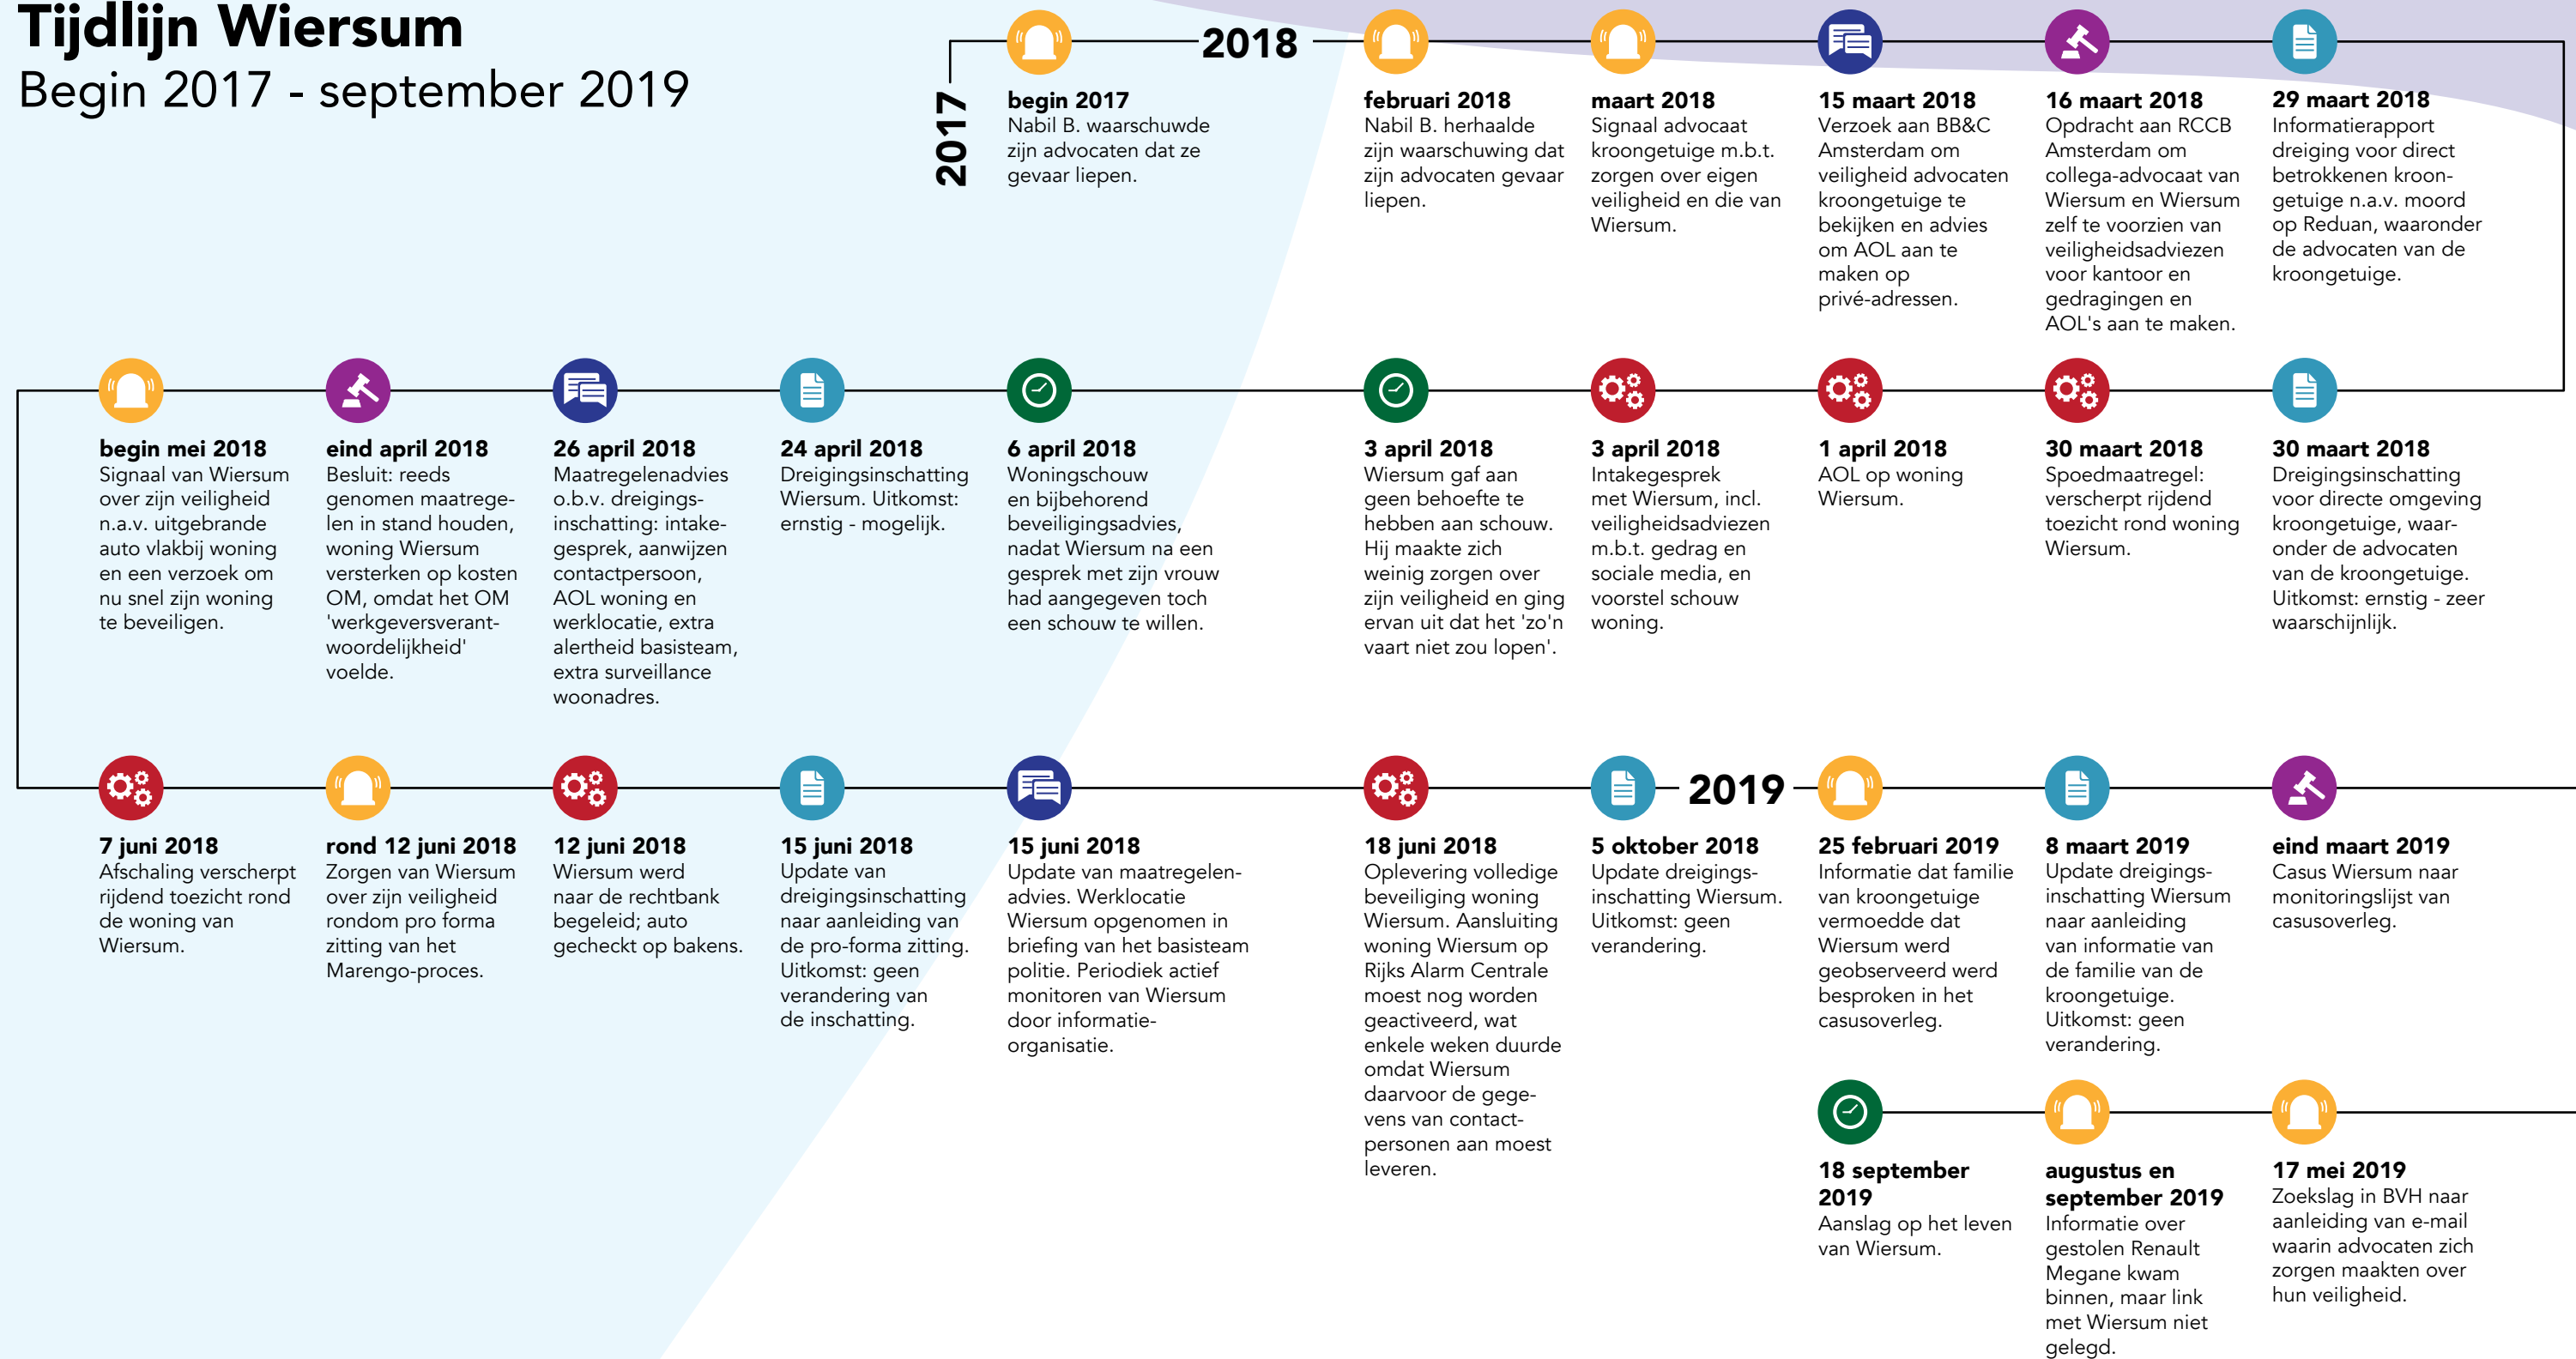 Tijdlijn Wiersum
Begin 2017 - september 2019
2017
begin 2017
Nabil B. waarschuwde
zijn advocaten dat ze
gevaar liepen.
2018
februari 2018
Nabil B. herhaalde
zijn waarschuwing dat
zijn advocaten gevaar
liepen.
maart 2018
Signaal advocaat
kroongetuige m.b.t.
zorgen over eigen
veiligheid en die van
Wiersum.
15 maart 2018
Verzoek aan BB&C
Amsterdam om
veiligheid advocaten
kroongetuige te
bekijken en advies
om AOL aan te
maken op
privé-adressen.
16 maart 2018
Opdracht aan RCCB
Amsterdam om
collega-advocaat van
Wiersum en Wiersum
zelf te voorzien van
veiligheidsadviezen
voor kantoor en
gedragingen en
AOL's aan te maken.
29 maart 2018
Informatierapport
dreiging voor direct
betrokkenen kroon-
getuige n.a.v. moord
op Reduan, waaronder
de advocaten van de
kroongetuige.
30 maart 2018
Dreigingsinschatting
voor directe omgeving
kroongetuige, waar-
onder de advocaten
van de kroongetuige.
Uitkomst: ernstig - zeer
waarschijnlijk.
30 maart 2018
Spoedmaatregel:
verscherpt rijdend
toezicht rond woning
Wiersum.
1 april 2018
AOL op woning
Wiersum.
3 april 2018
Intakegesprek
met Wiersum, incl.
veiligheidsadviezen
m.b.t. gedrag en
sociale media, en
voorstel schouw
woning.
3 april 2018
Wiersum gaf aan
geen behoefte te
hebben aan schouw.
Hij maakte zich
weinig zorgen over
zijn veiligheid en ging
ervan uit dat het 'zo'n
vaart niet zou lopen'.
6 april 2018
Woningschouw
en bijbehorend
beveiligingsadvies,
nadat Wiersum na een
gesprek met zijn vrouw
had aangegeven toch
een schouw te willen.
24 april 2018
Dreigingsinschatting
Wiersum. Uitkomst:
ernstig - mogelijk.
26 april 2018
Maatregelenadvies
o.b.v. dreigings-
inschatting: intake-
gesprek, aanwijzen
contactpersoon,
AOL woning en
werklocatie, extra
alertheid basisteam,
extra surveillance
woonadres.
eind april 2018
Besluit: reeds
genomen maatrege-
len in stand houden,
woning Wiersum
versterken op kosten
OM, omdat het OM
'werkgeversverant-
woordelijkheid'
voelde.
begin mei 2018
Signaal van Wiersum
over zijn veiligheid
n.a.v. uitgebrande
auto vlakbij woning
en een verzoek om
nu snel zijn woning
te beveiligen.
7 juni 2018
Afschaling verscherpt
rijdend toezicht rond
de woning van
Wiersum.
rond 12 juni 2018
Zorgen van Wiersum
over zijn veiligheid
rondom pro forma
zitting van het
Marengo-proces.
12 juni 2018
Wiersum werd
naar de rechtbank
begeleid; auto
gecheckt op bakens.
15 juni 2018
Update van
dreigingsinschatting
naar aanleiding van
de pro-forma zitting.
Uitkomst: geen
verandering van
de inschatting.
15 juni 2018
Update van maatregelen-
advies. Werklocatie
Wiersum opgenomen in
briefing van het basisteam
politie. Periodiek actief
monitoren van Wiersum
door informatie-
organisatie.
18 juni 2018
Oplevering volledige
beveiliging woning
Wiersum. Aansluiting
woning Wiersum op
Rijks Alarm Centrale
moest nog worden
geactiveerd, wat
enkele weken duurde
omdat Wiersum
daarvoor de gege-
vens van contact-
personen aan moest
leveren.
5 oktober 2018
Update dreigings-
inschatting Wiersum.
Uitkomst: geen
verandering.
2019
25 februari 2019
Informatie dat familie
van kroongetuige
vermoedde dat
Wiersum werd
geobserveerd werd
besproken in het
casusoverleg.
8 maart 2019
Update dreigings-
inschatting Wiersum
naar aanleiding
van informatie van
de familie van de
kroongetuige.
Uitkomst: geen
verandering.
eind maart 2019
Casus Wiersum naar
monitoringslijst van
casusoverleg.
17 mei 2019
Zoekslag in BVH naar
aanleiding van e-mail
waarin advocaten zich
zorgen maakten over
hun veiligheid.
augustus en
september 2019
Informatie over
gestolen Renault
Megane kwam
binnen, maar link
met Wiersum niet
gelegd.
18 september
2019
Aanslag op het leven
van Wiersum.